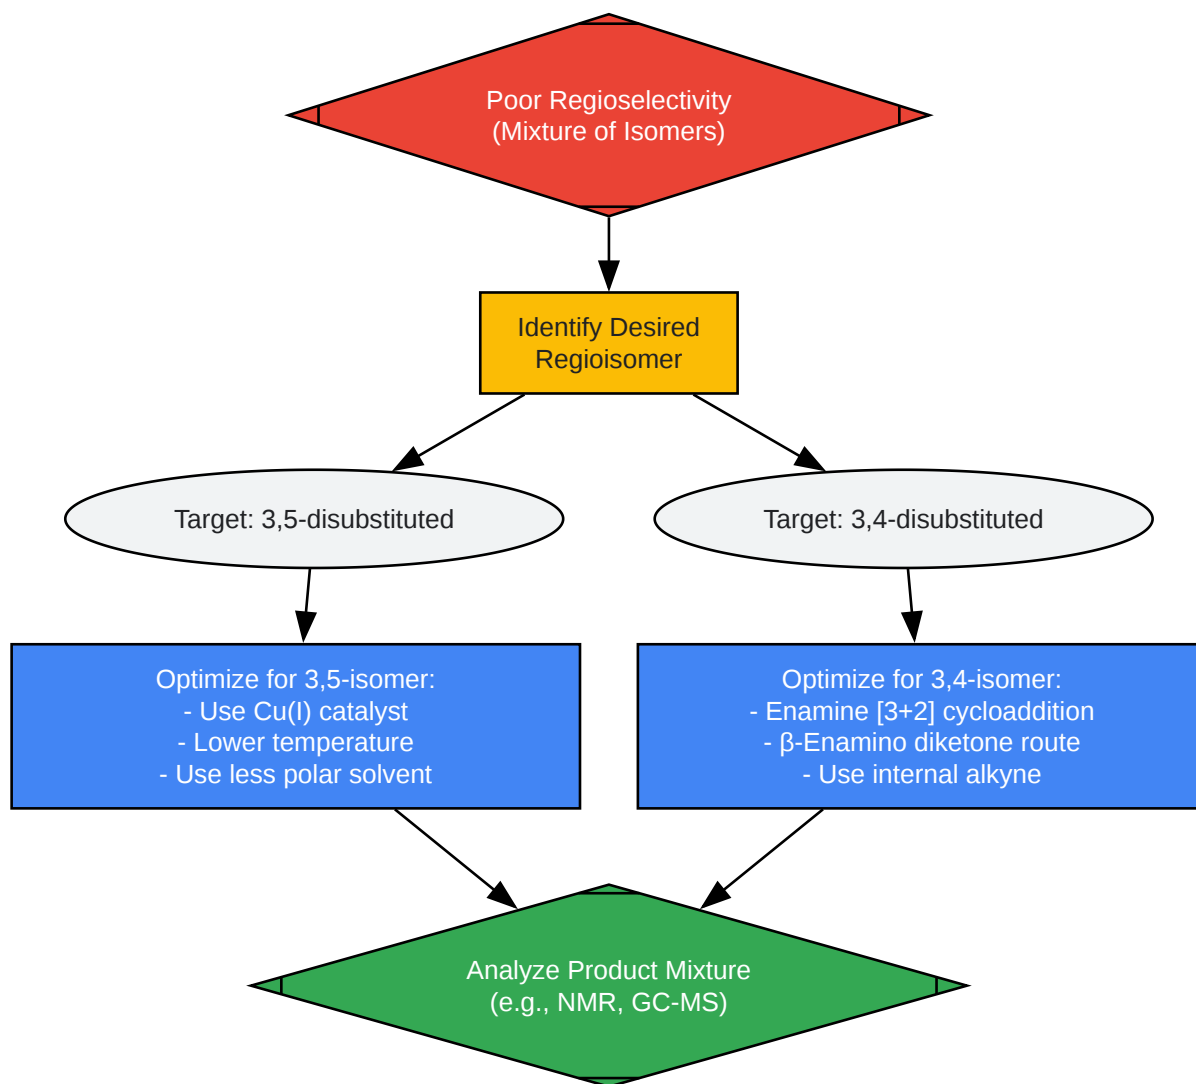 Poor Regioselectivity
(Mixture of Isomers)
Identify Desired
Regioisomer
Target: 3,5-disubstituted
Target: 3,4-disubstituted
Optimize for 3,5-isomer:
- Use Cu(I) catalyst
- Lower temperature
- Use less polar solvent
Optimize for 3,4-isomer:
- Enamine [3+2] cycloaddition
- β-Enamino diketone route
- Use internal alkyne
Analyze Product Mixture
(e.g., NMR, GC-MS)